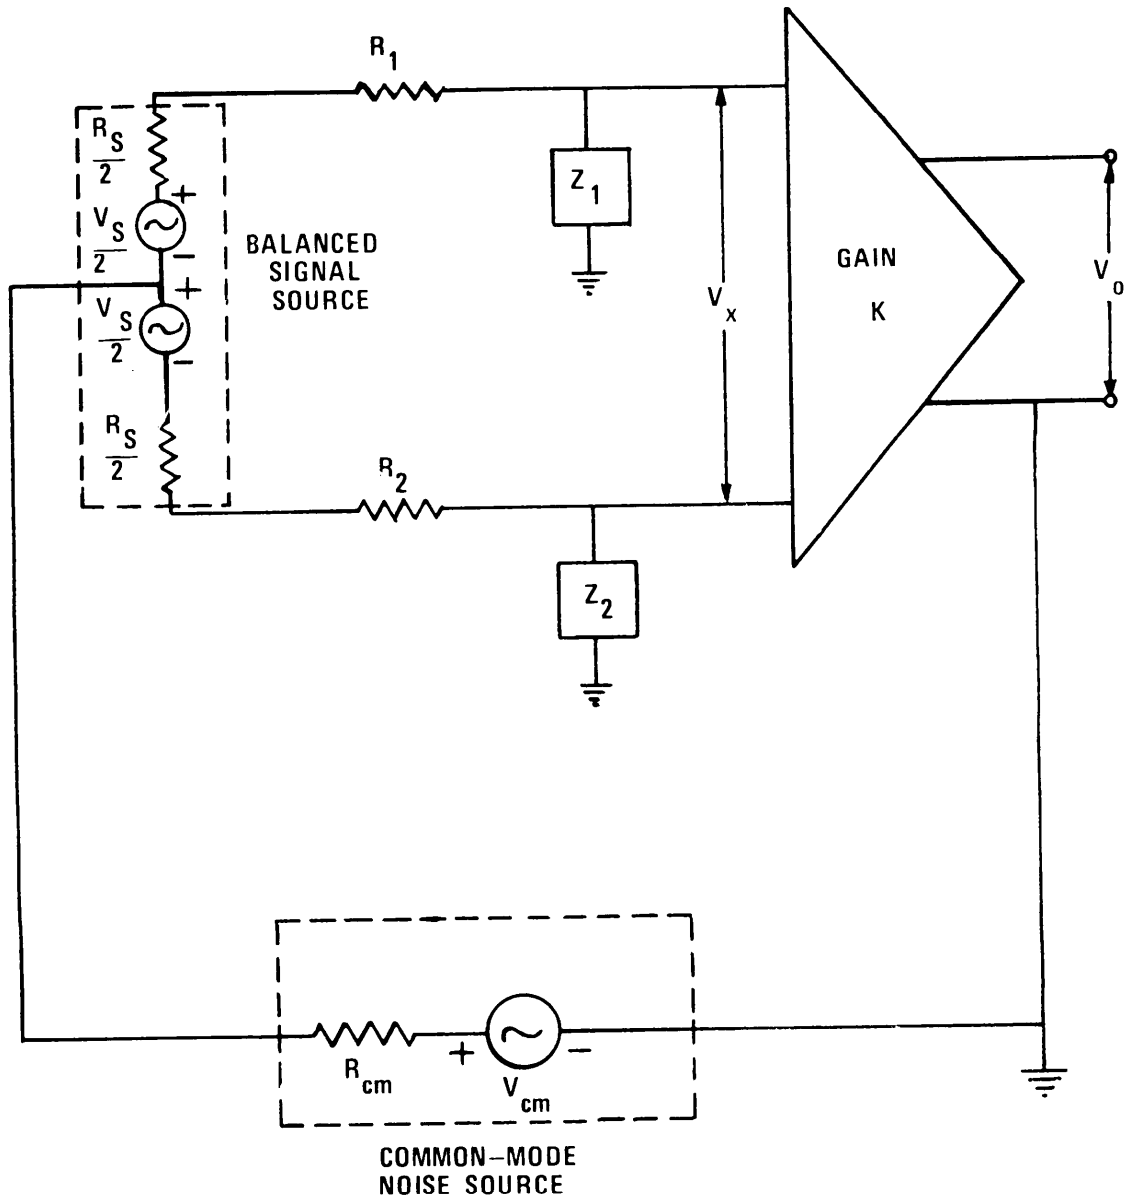 R1
RS
2
+
VS
2
−
+
VS
2
−
RS
2
BALANCED
SIGNAL
SOURCE
Z1
Vx
GAIN
K
Vo
R2
Z2
Rcm
+
−
Vcm
COMMON–MODE
NOISE SOURCE